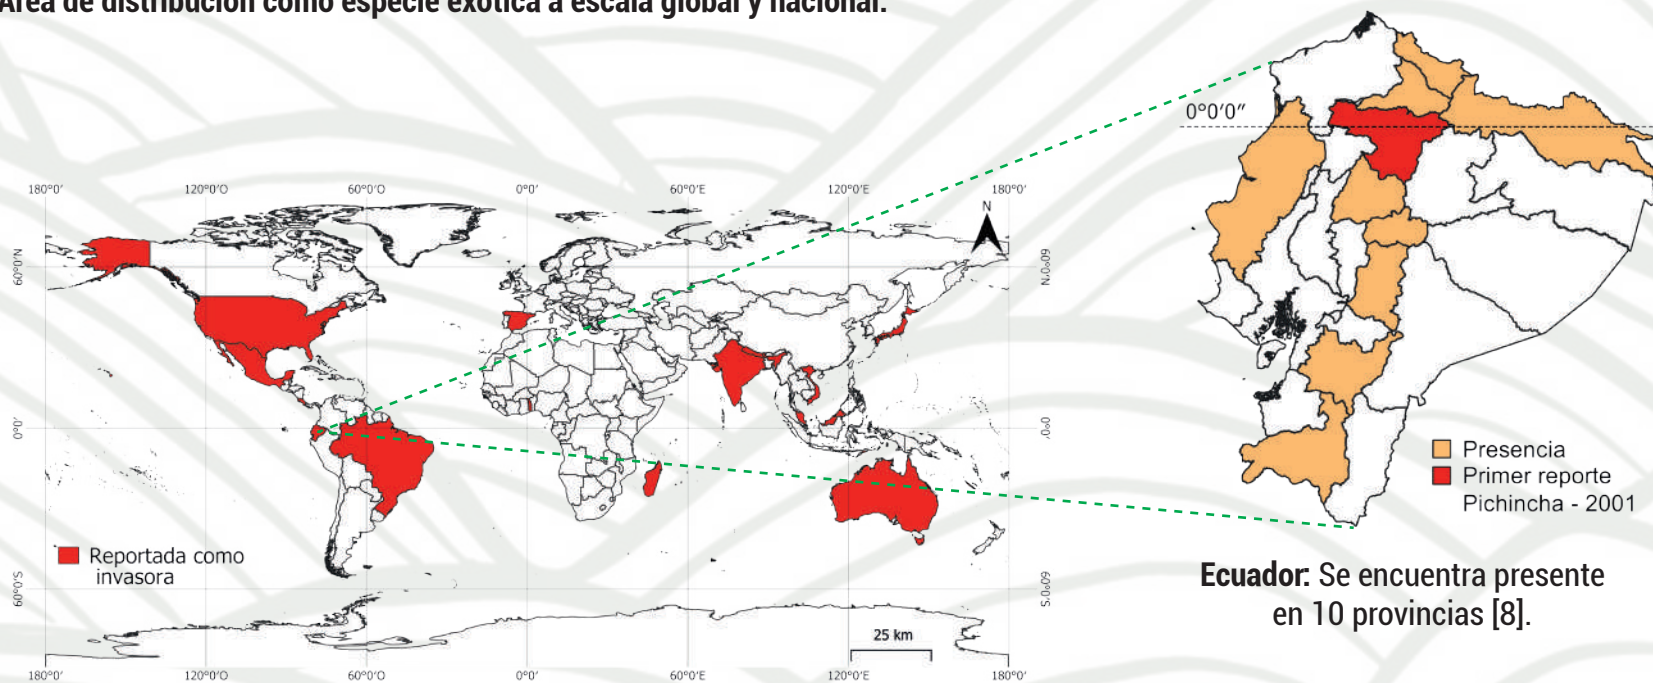 Área de distribución como especie exótica a escala global y nacional.
0°0'0"
180°0' 120°0'O 60°0'O 0°0' 60°0'E 120°0'E 180°0'
N
60°0'N 60°0'N
0°0' 0°0'
60°0'S 60°0'S
Reportada como
invasora
25 km
180°0' 120°0'O 60°0'O 0°0' 60°0'E 120°0'E 180°0'
Presencia
Primer reporte
Pichincha - 2001
Ecuador: Se encuentra presente
en 10 provincias [8].